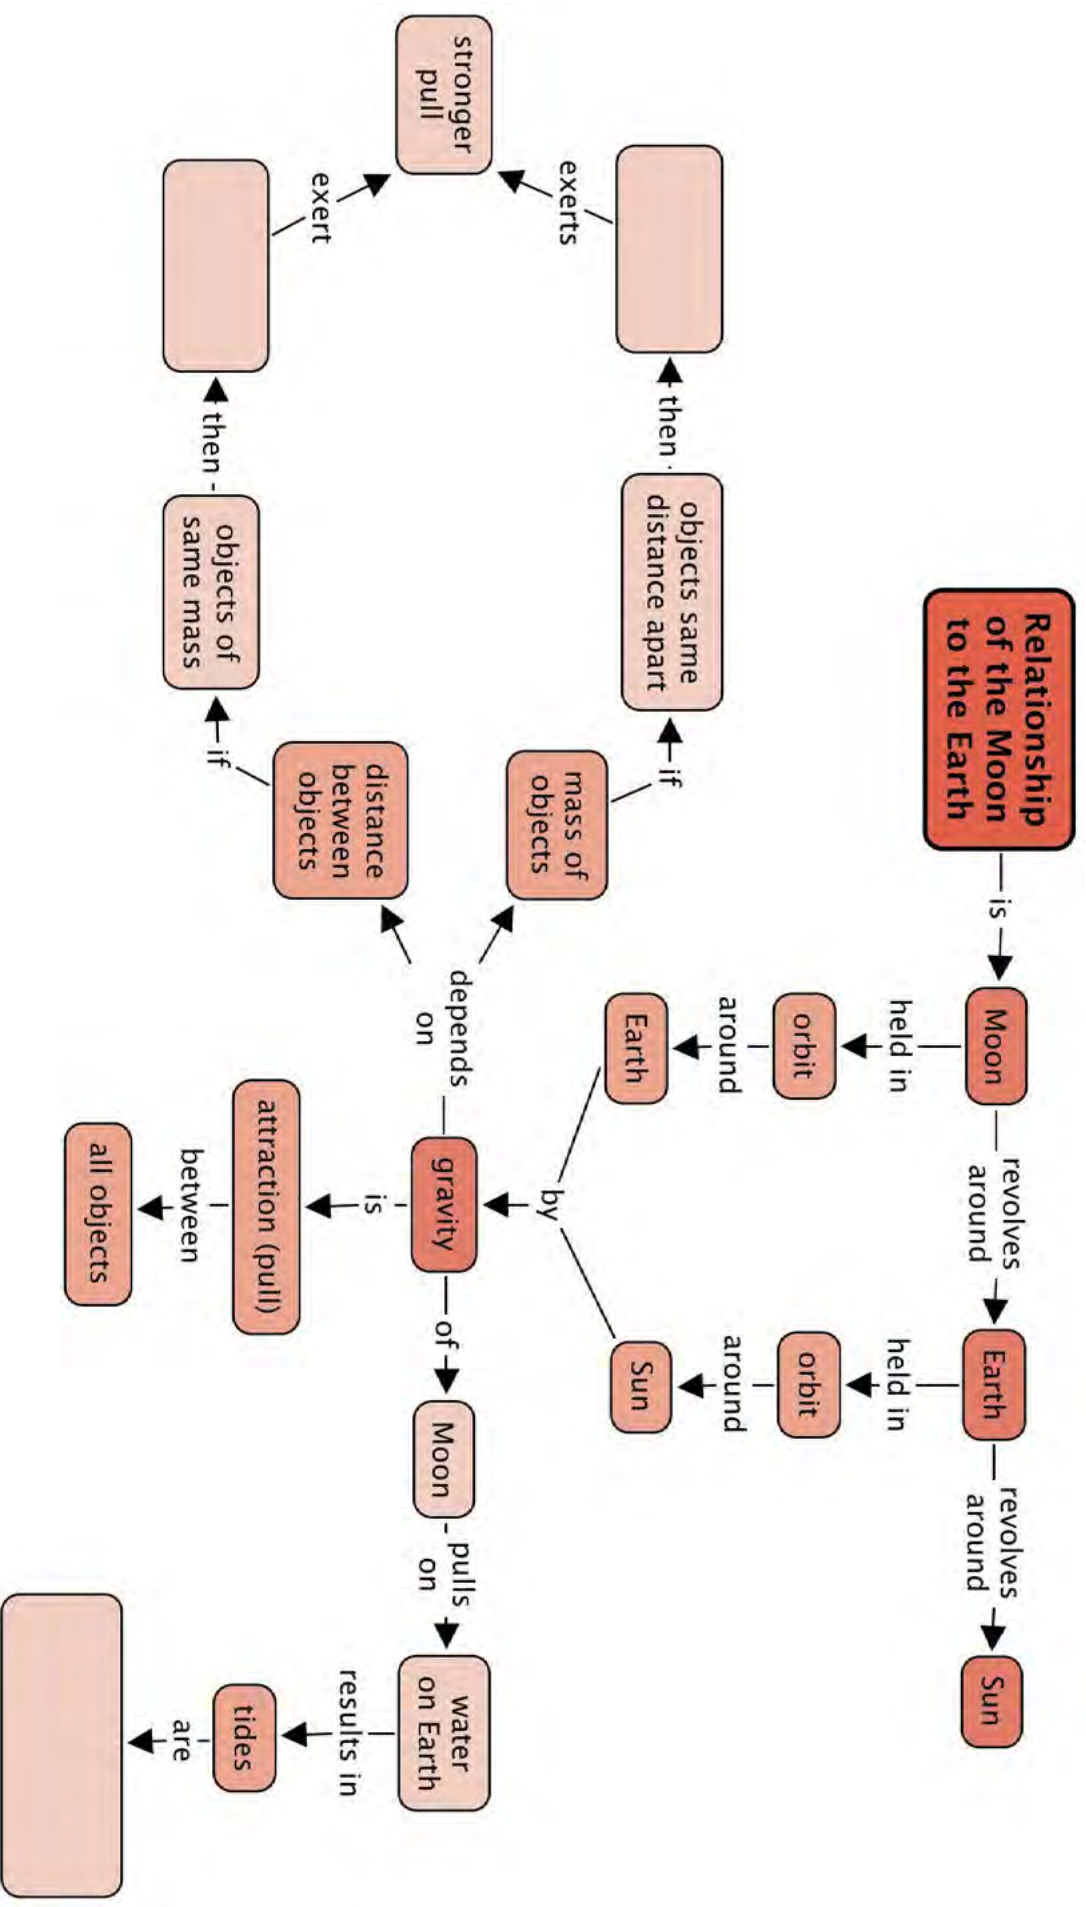 Relationship
of the Moon
to the Earth
is
Moon
revolves
around
Earth
revolves
around
Sun
held in
held in
orbit
orbit
around
around
Earth
Sun
by
objects same
distance apart
if
then
mass of
objects
exerts
stronger
pull
depends
on
gravity
of
Moon
pulls
on
water
on Earth
distance
between
objects
is
results in
exert
attraction (pull)
tides
objects of
same mass
if
then
between
are
all objects